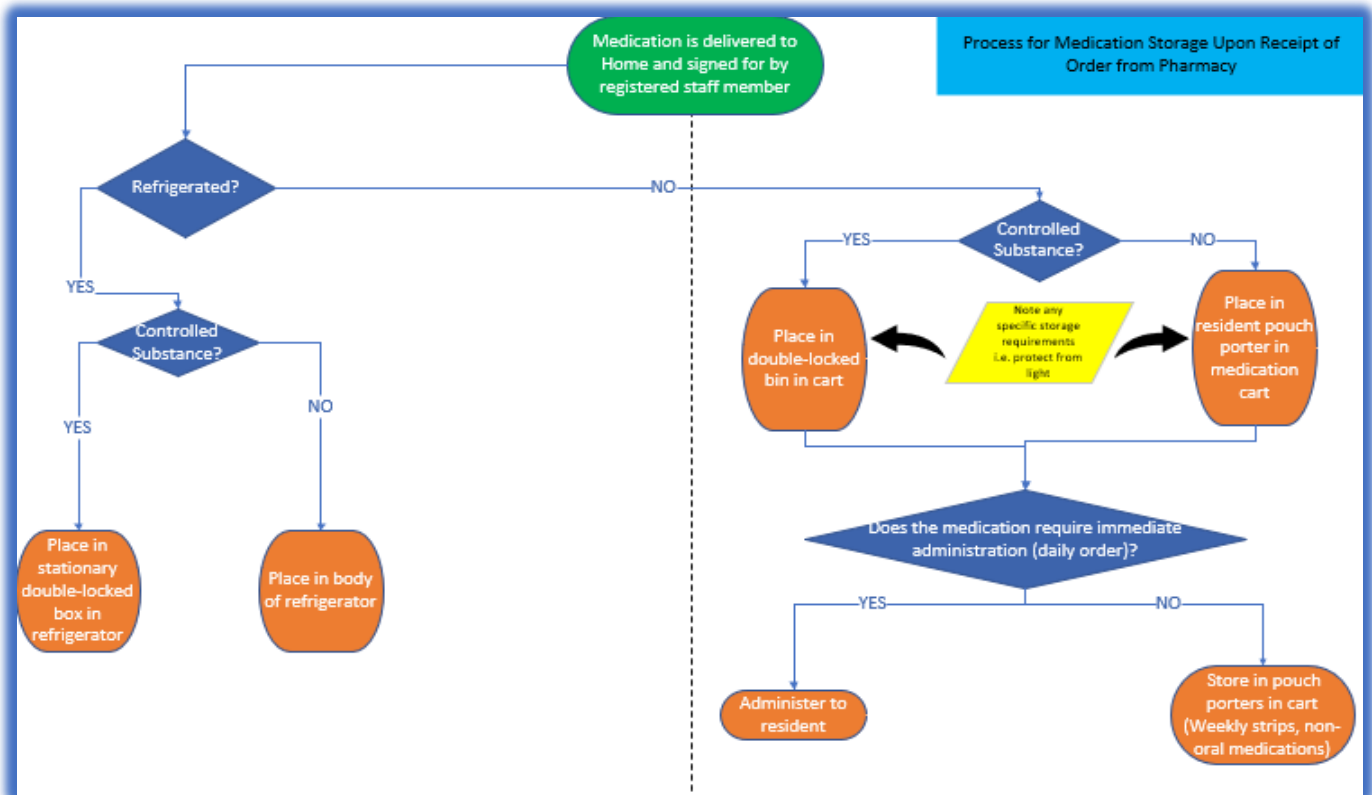 Medication is delivered to
Home and signed for by
registered staff member
Process for Medication Storage Upon Receipt of
Order from Pharmacy
Refrigerated?
NO
YES
Controlled
Substance?
YES
NO
Controlled
Substance?
YES
NO
Place in
double-locked
bin in cart
Note any
specific storage
requirements
i.e. protect from
light
Place in
resident pouch
porter in
medication
cart
Place in
stationary
double-locked
box in
refrigerator
Place in body
of refrigerator
Does the medication require immediate
administration (daily order)?
YES
NO
Administer to
resident
Store in pouch
porters in cart
(Weekly strips, non-
oral medications)